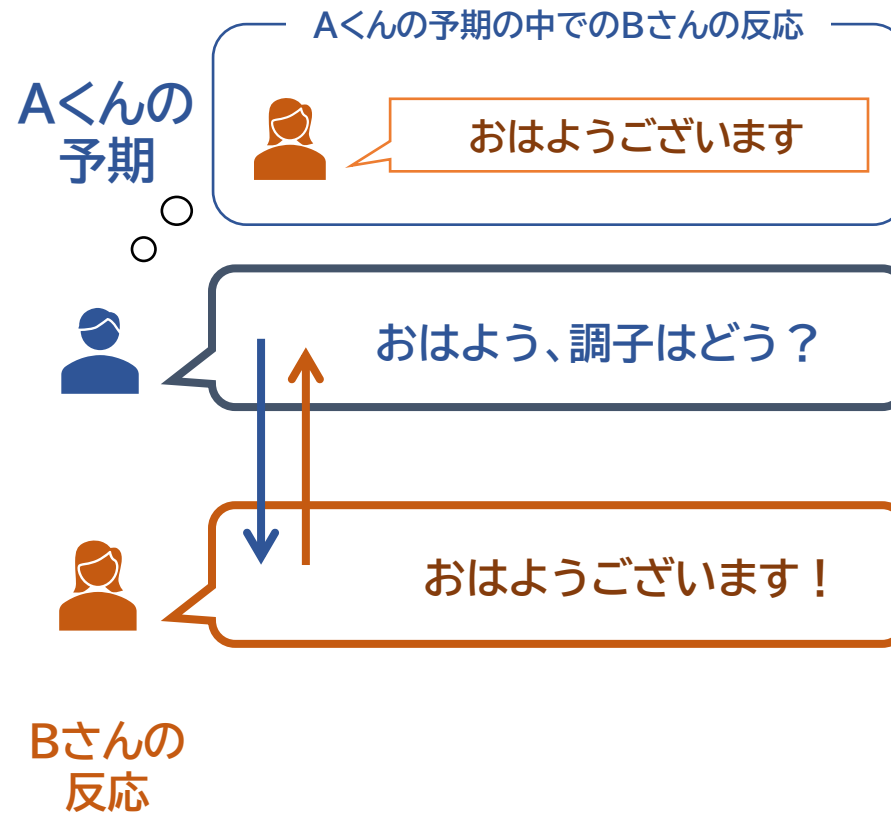 Aくんの予期の中でのBさんの反応
Aくんの
予期
おはようございます
おはよう、調子はどう？
おはようございます！
Bさんの
反応